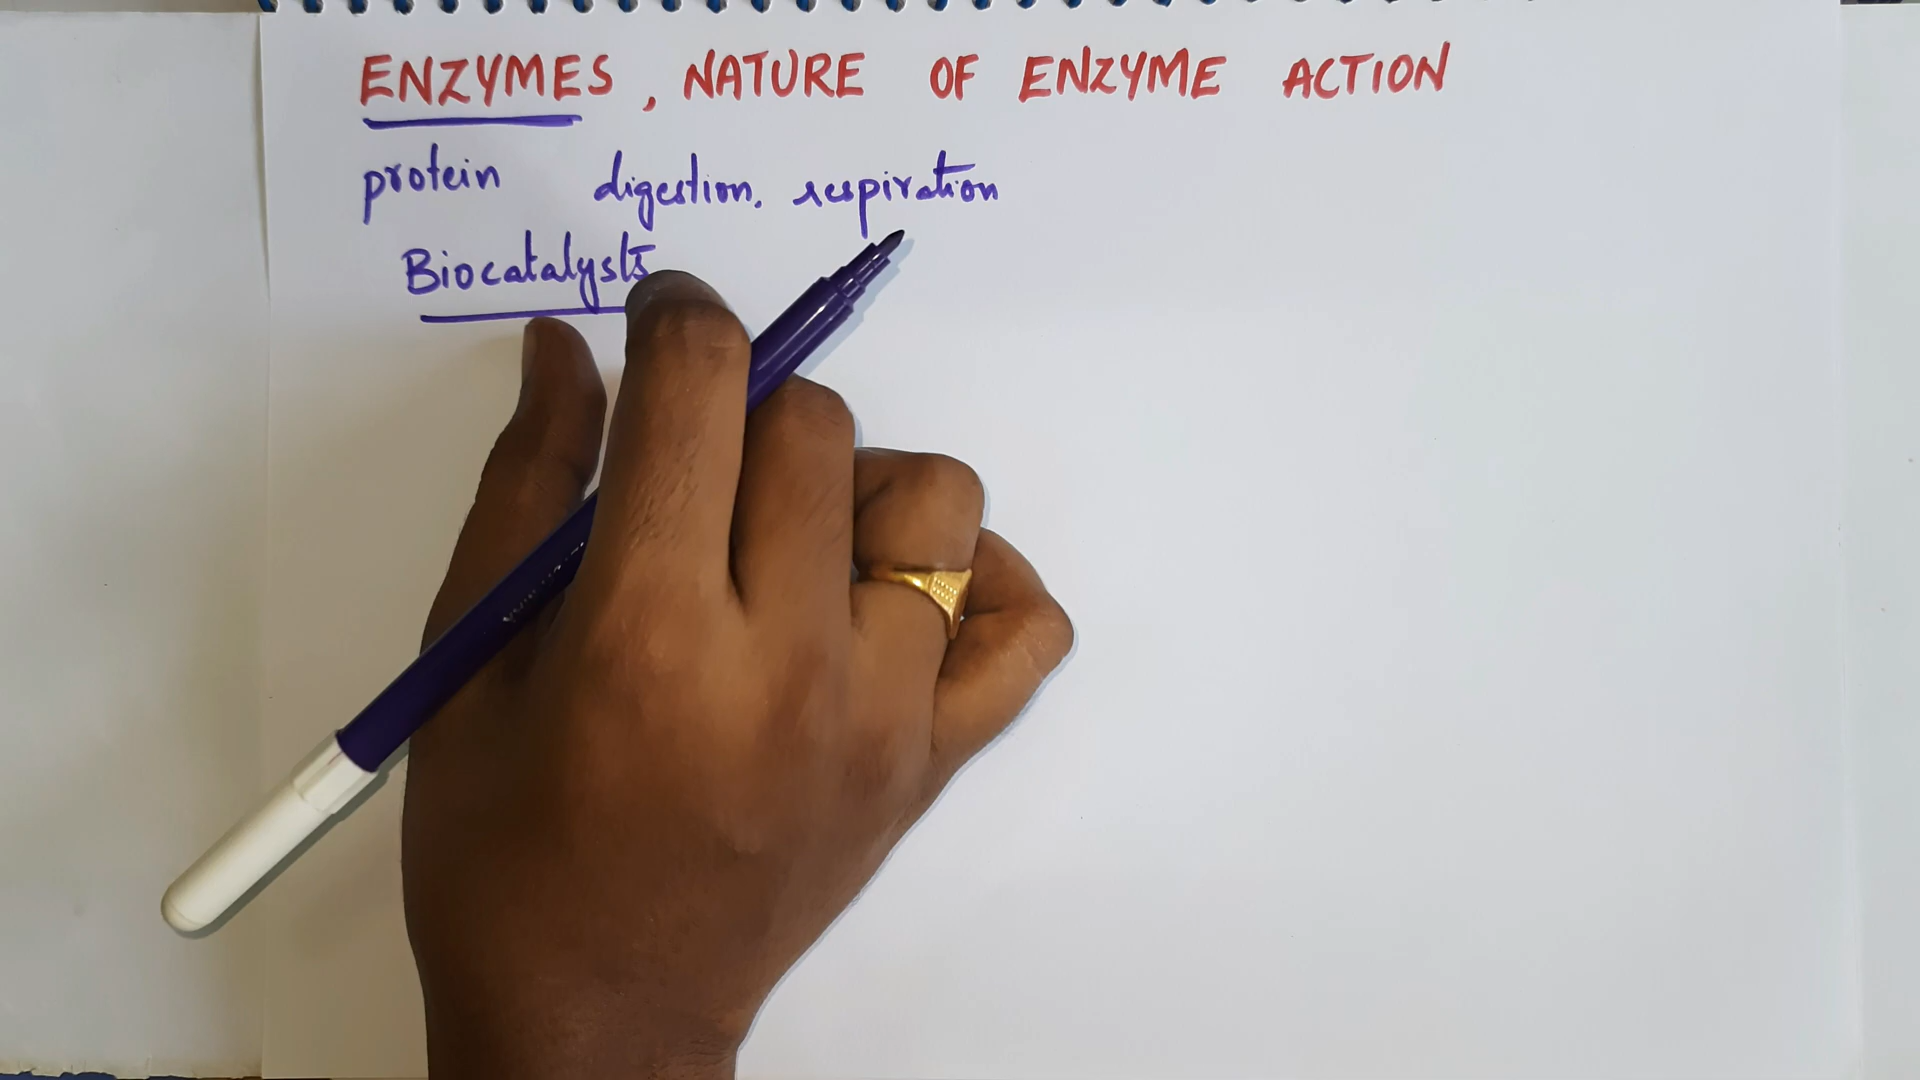 ENZYMES, NATURE OF ENZYME ACTION
protein digestion. respiration
Biocatalysts